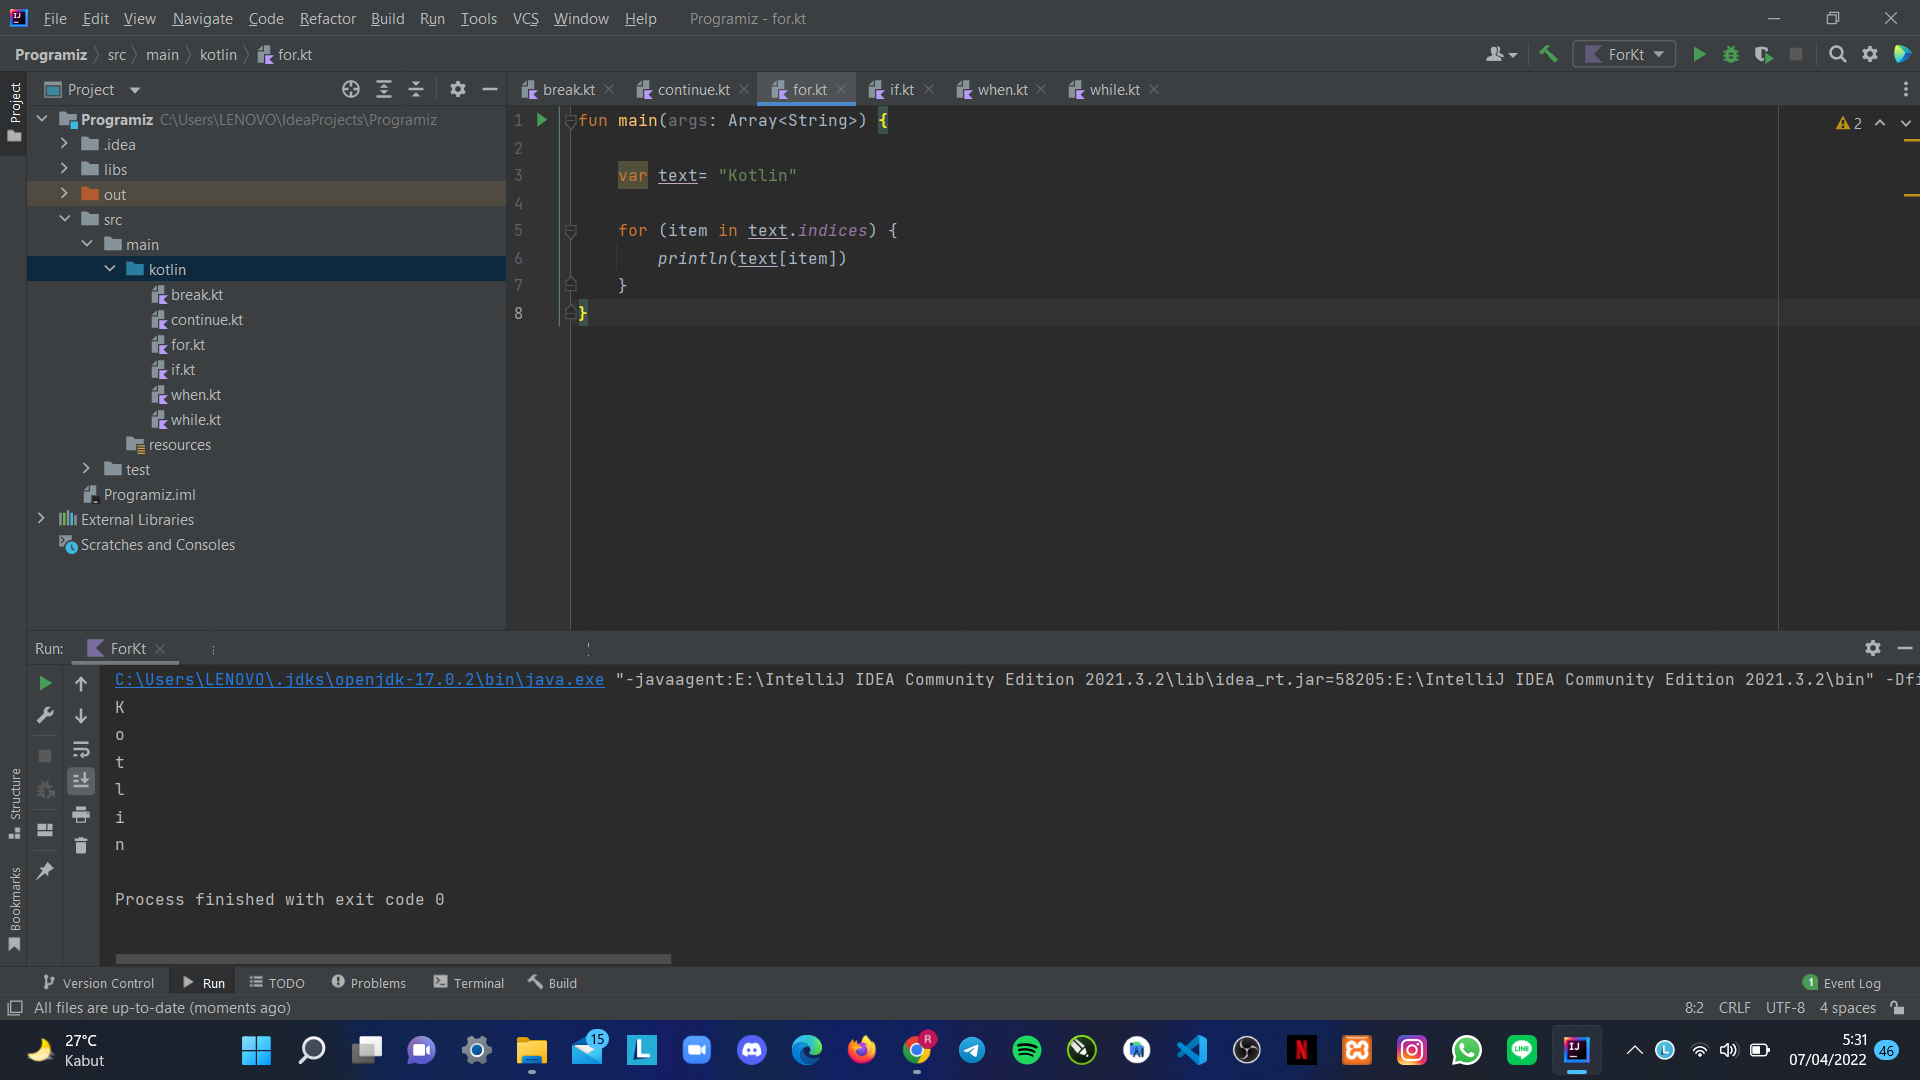 File Edit View Navigate Code Refactor Build Run Tools VCS Window Help Programiz - for.kt
Programiz src main kotlin for.kt ForKt
Project
Project
break.kt continue.kt for.kt if.kt when.kt while.kt
Programiz C:\Users\LENOVO\IdeaProjects\Programiz
.idea
libs
out
src
main
kotlin
break.kt
continue.kt
for.kt
if.kt
when.kt
while.kt
resources
test
Programiz.iml
External Libraries
Scratches and Consoles
1 fun main(args: Array<String>) {
2
3 var text= "Kotlin"
4
5 for (item in text.indices) {
6 println(text[item])
7 }
8 }
2
Run: ForKt
C:\Users\LENOVO\.jdks\openjdk-17.0.2\bin\java.exe "-javaagent:E:\IntelliJ IDEA Community Edition 2021.3.2\lib\idea_rt.jar=58205:E:\IntelliJ IDEA Community Edition 2021.3.2\bin" -Dfi
K
o
t
l
i
n
Process finished with exit code 0
Structure
Bookmarks
Version Control Run TODO Problems Terminal Build 1 Event Log
All files are up-to-date (moments ago) 8:2 CRLF UTF-8 4 spaces
27°C
Kabut
15
L
R
AI
N
IJ
L
5:31
07/04/2022
46